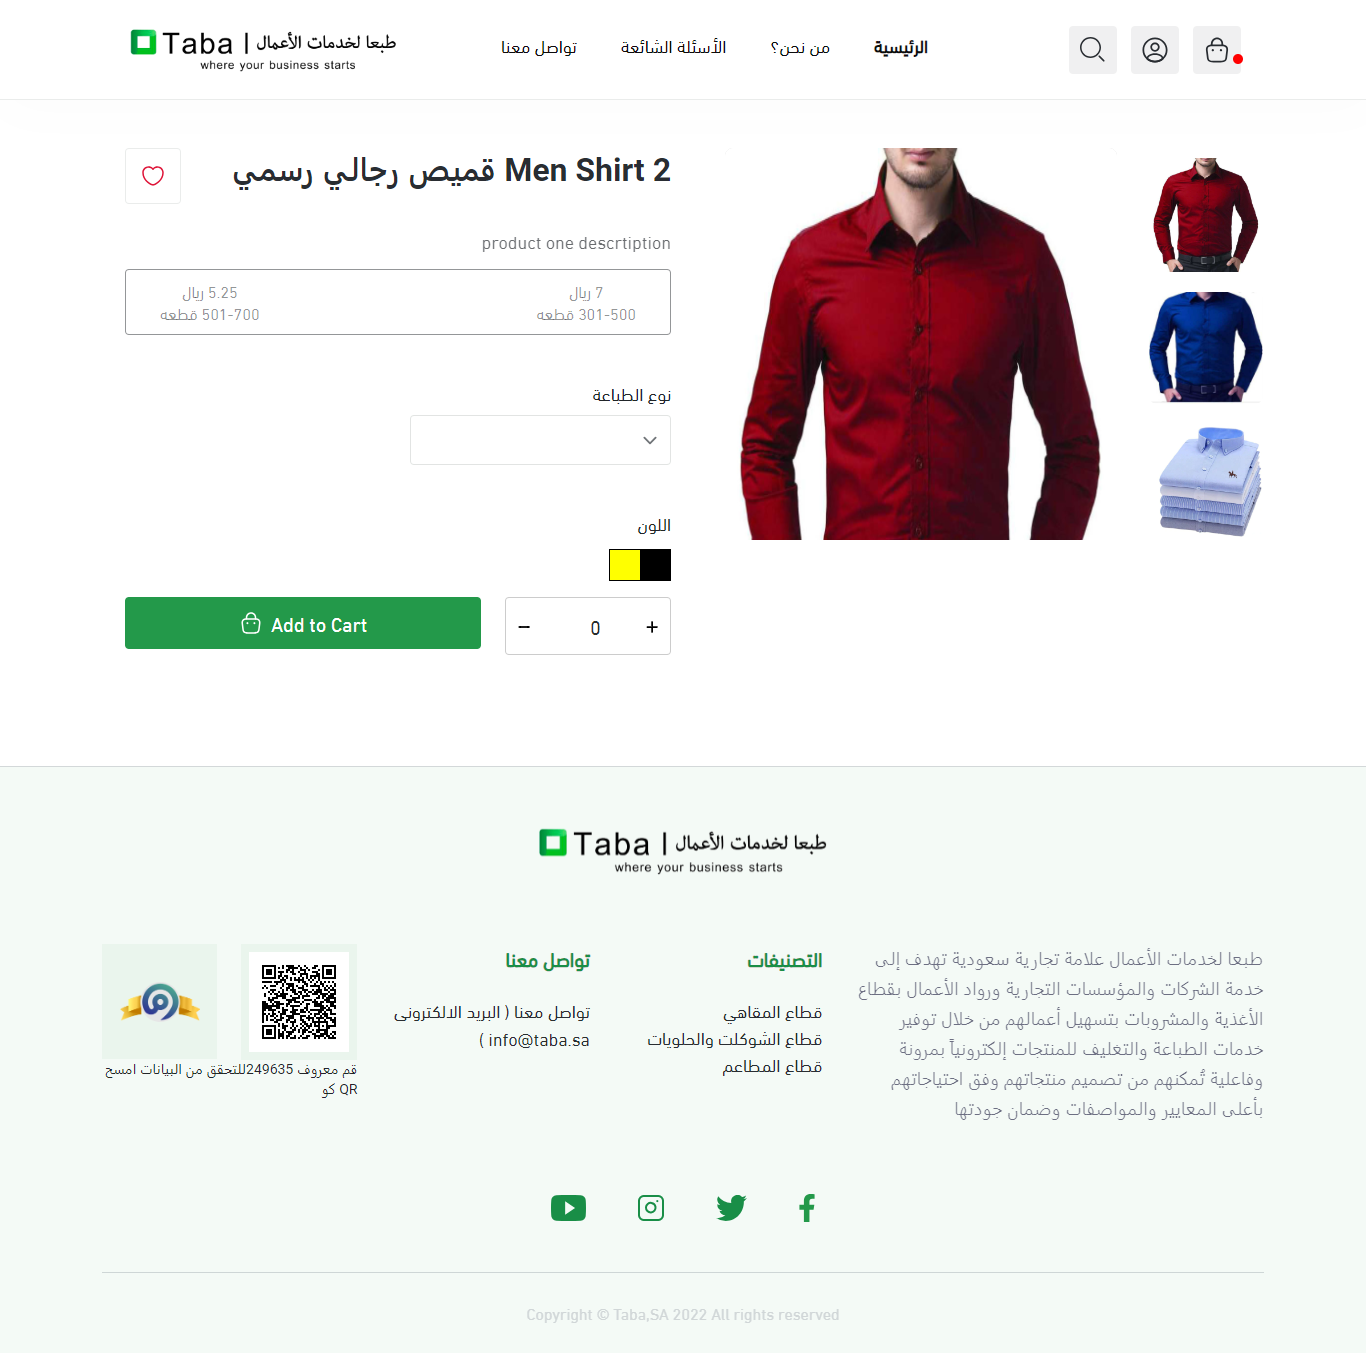 Taba | طبعا لخدمات الأعمال
where your business starts
الرئيسية
من نحن؟
الأسئلة الشائعة
تواصل معنا
Men Shirt 2 قميص رجالي رسمي
product one descrtiption
7 ريال
301-500 قطعه
5.25 ريال
501-700 قطعه
نوع الطباعة
اللون
+ 0 −
Add to Cart
Taba | طبعا لخدمات الأعمال
where your business starts
طبعا لخدمات الأعمال علامة تجارية سعودية تهدف إلى
خدمة الشركات والمؤسسات التجارية ورواد الأعمال بقطاع
الأغذية والمشروبات بتسهيل أعمالهم من خلال توفير
خدمات الطباعة والتغليف للمنتجات إلكترونياً بمرونة
وفاعلية تُمكنهم من تصميم منتجاتهم وفق احتياجاتهم
بأعلى المعايير والمواصفات وضمان جودتها
التصنيفات
قطاع المقاهي
قطاع الشوكلت والحلويات
قطاع المطاعم
تواصل معنا
تواصل معنا ( البريد الالكترونى
info@taba.sa )
قم معروف 249635للتحقق من البيانات امسح
QR كو
Copyright © Taba,SA 2022 All rights reserved